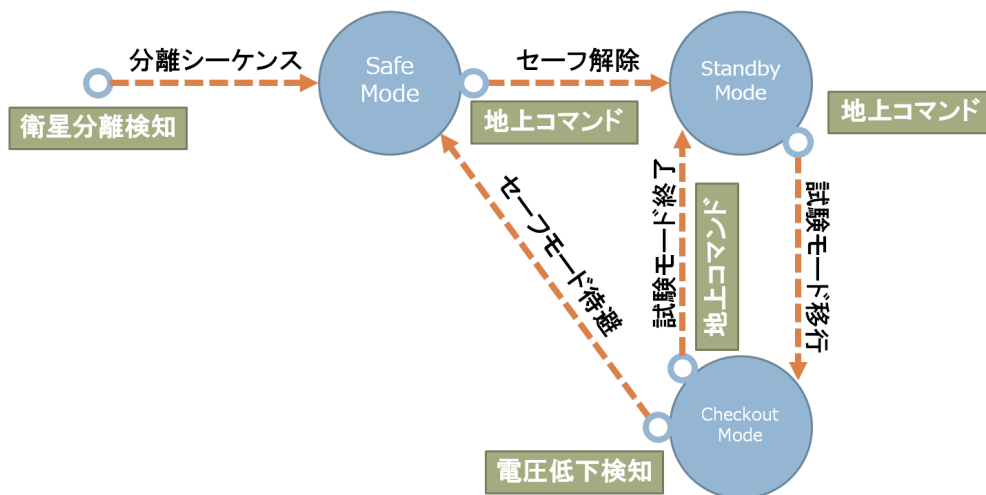 分離シーケンス
衛星分離検知
Safe
Mode
セーフ解除
地上コマンド
Standby
Mode
地上コマンド
セーフモード待避
試験モード終了
地上コマンド
試験モード移行
電圧低下検知
Checkout
Mode